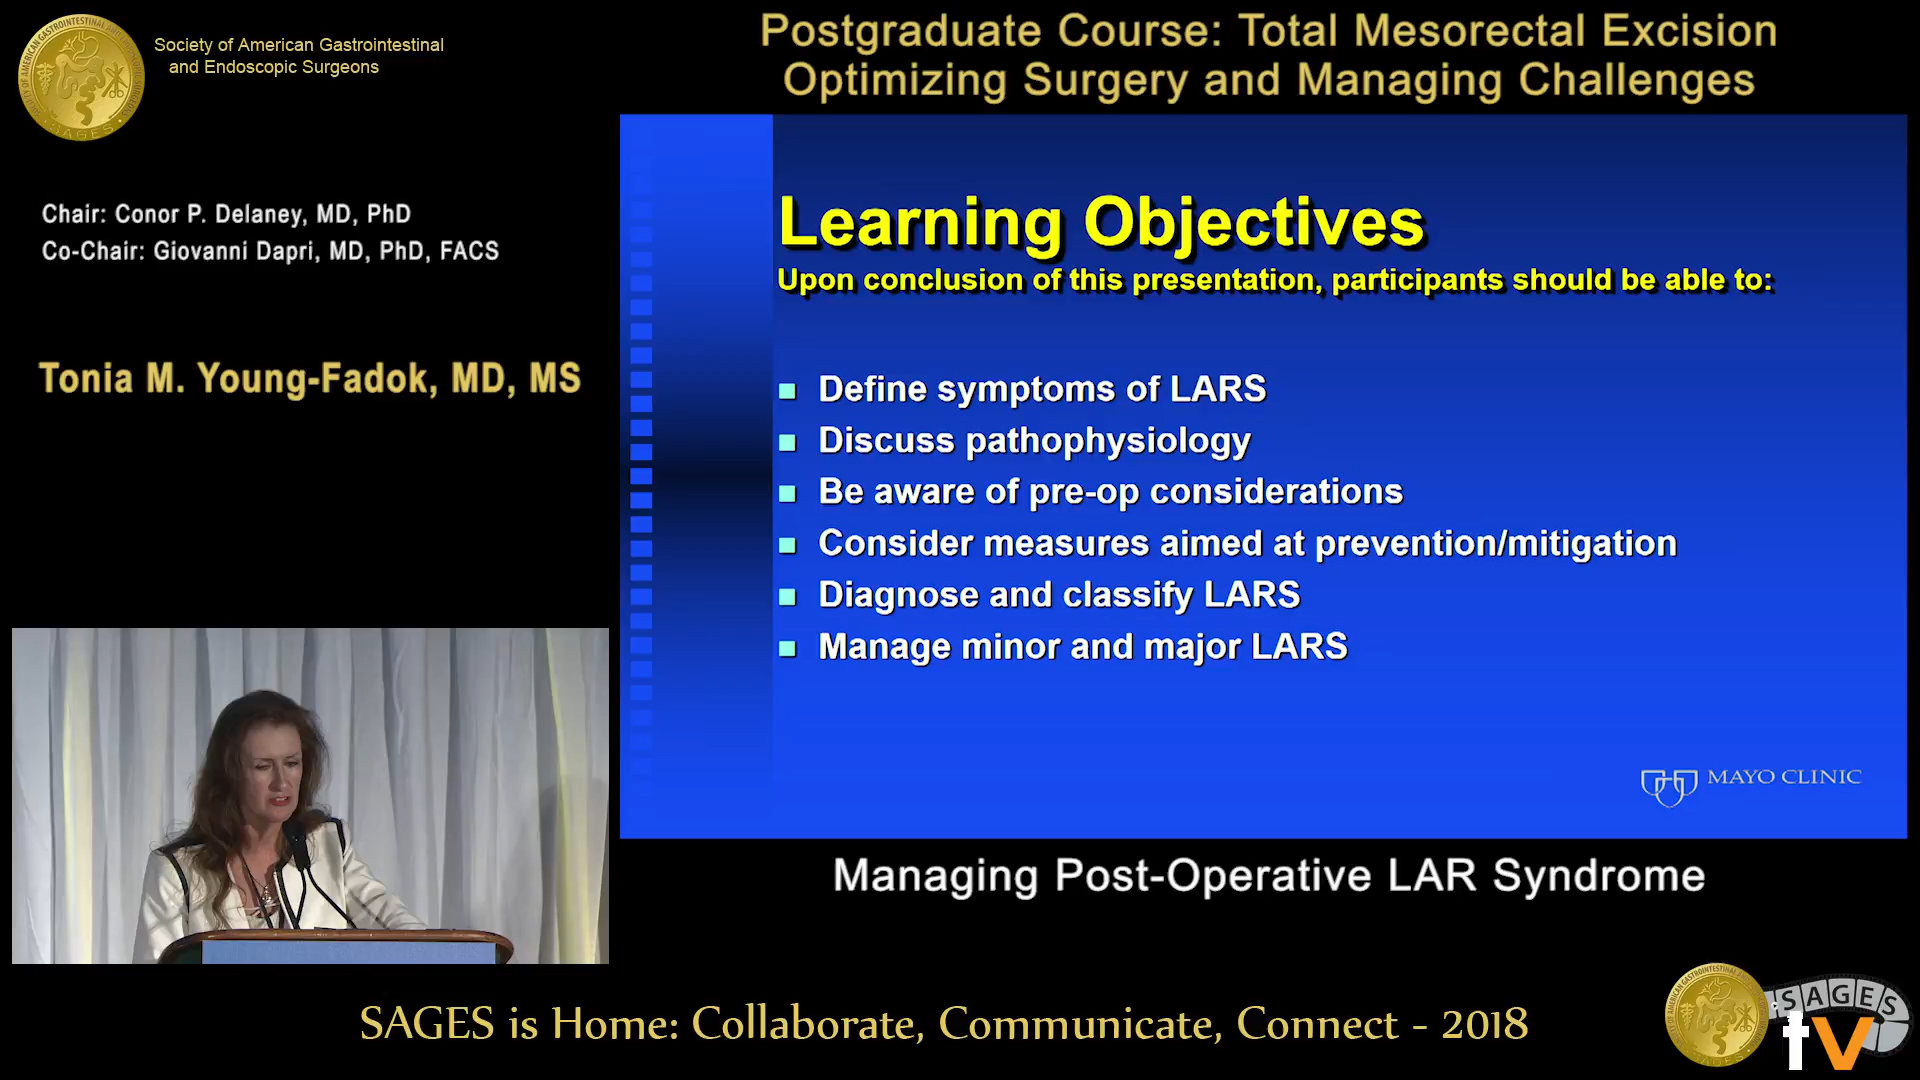 Society of American Gastrointestinal
and Endoscopic Surgeons
Postgraduate Course: Total Mesorectal Excision
Optimizing Surgery and Managing Challenges
Chair: Conor P. Delaney, MD, PhD
Co-Chair: Giovanni Dapri, MD, PhD, FACS
Tonia M. Young-Fadok, MD, MS
Learning Objectives
Upon conclusion of this presentation, participants should be able to:
Define symptoms of LARS
Discuss pathophysiology
Be aware of pre-op considerations
Consider measures aimed at prevention/mitigation
Diagnose and classify LARS
Manage minor and major LARS
MAYO CLINIC
Managing Post-Operative LAR Syndrome
SAGES is Home: Collaborate, Communicate, Connect - 2018
SAGES
tv